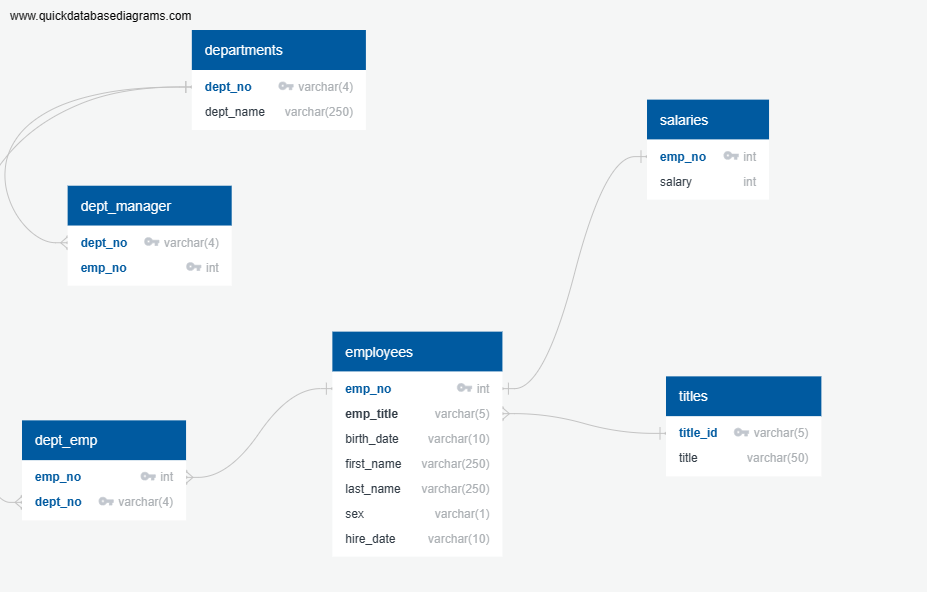 www.quickdatabasediagrams.com
departments
dept_no varchar(4)
dept_name varchar(250)
salaries
emp_no int
salary int
dept_manager
dept_no varchar(4)
emp_no int
employees
emp_no int
emp_title varchar(5)
birth_date varchar(10)
first_name varchar(250)
last_name varchar(250)
sex varchar(1)
hire_date varchar(10)
titles
title_id varchar(5)
title varchar(50)
dept_emp
emp_no int
dept_no varchar(4)